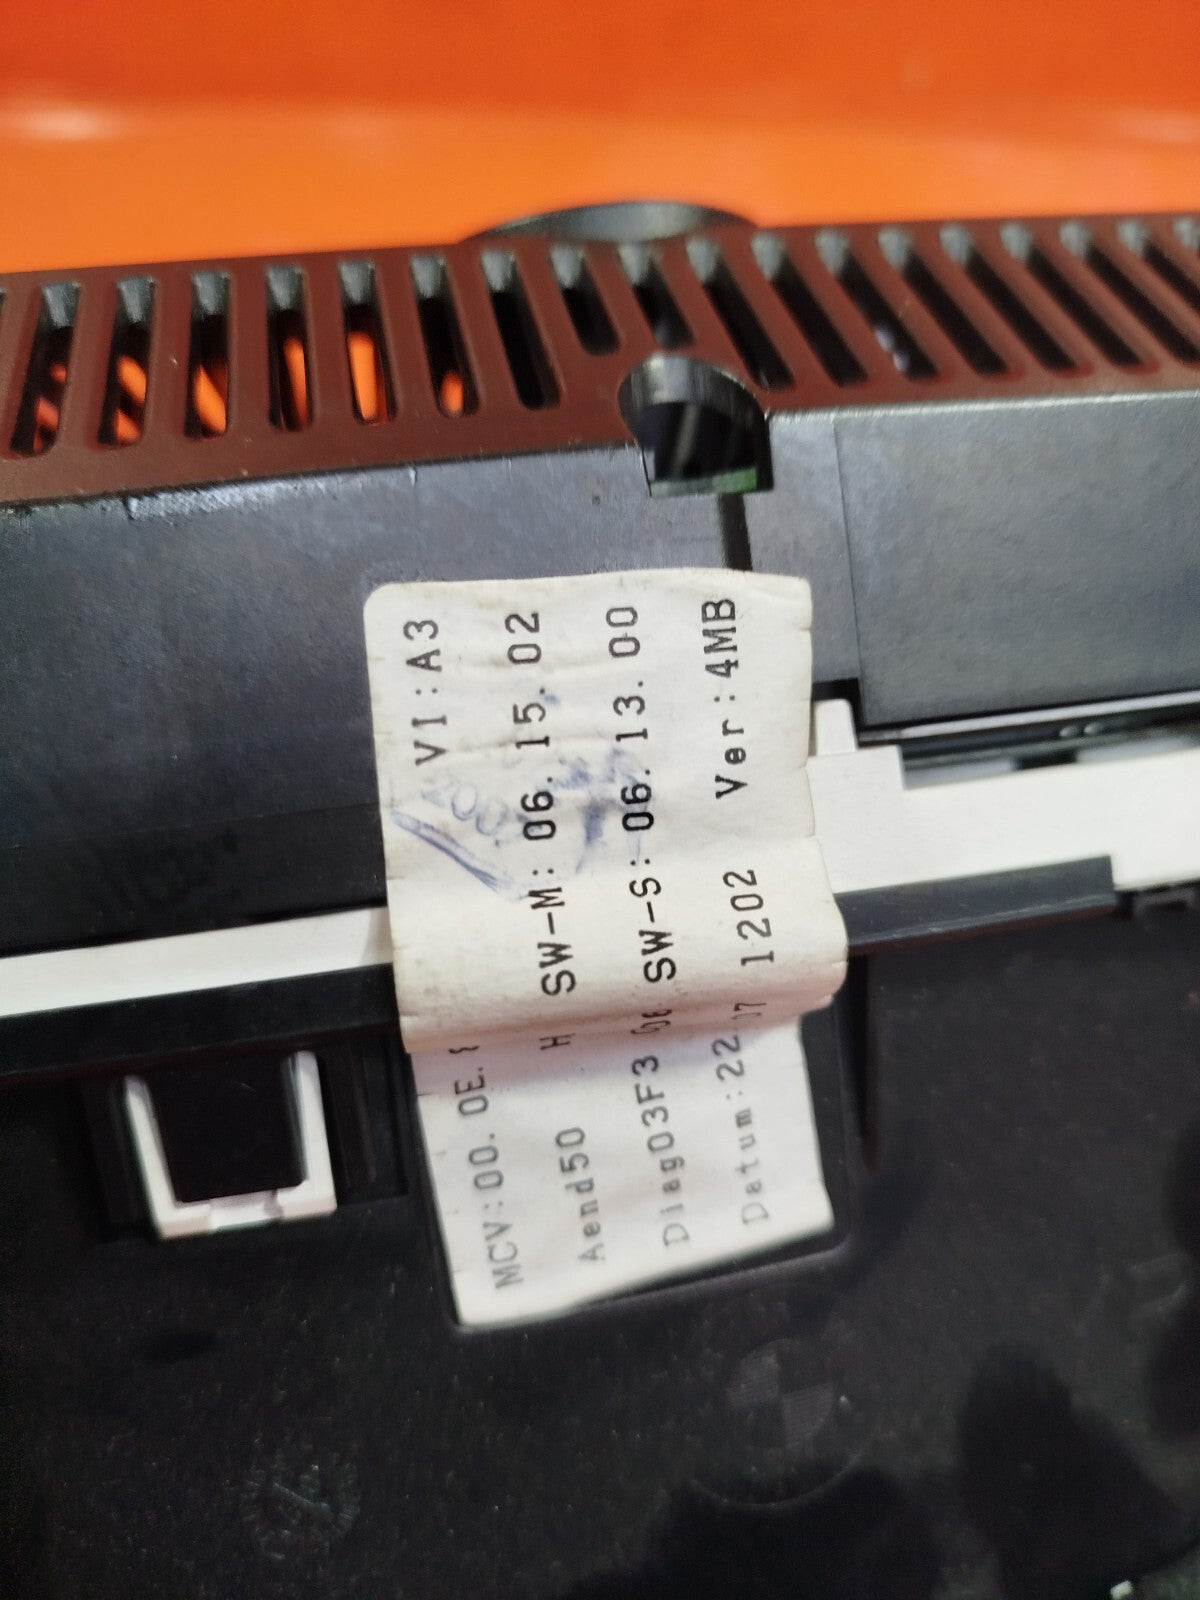 MCV:00. 0E. VI:A3
Aend50 H SW-M: 06. 15. 02
Diag03F3 SW-S: 06. 13. 00
Datum:22 07 1202 Ver:4MB